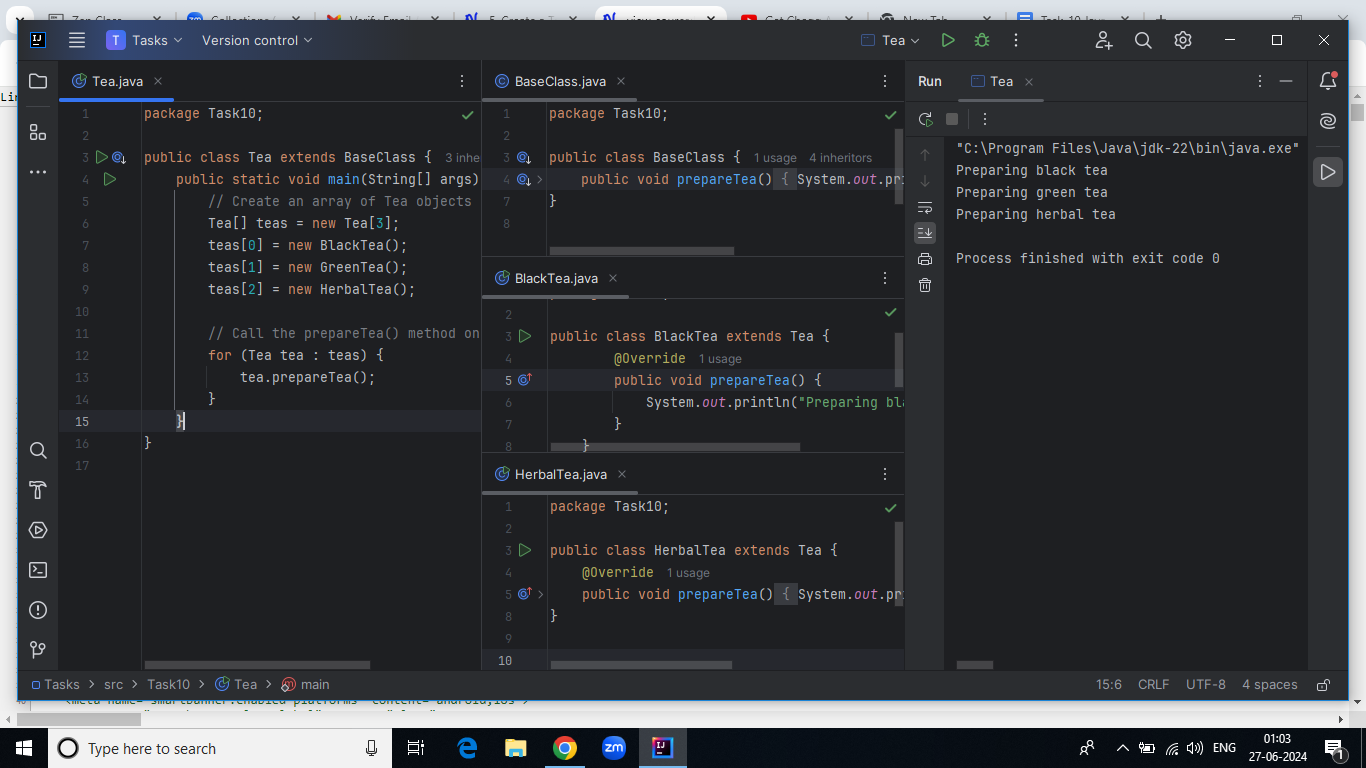 Zen Class
Collections
Verify Email
5. Create a T
view course
Get Chegg A
New Tab
Task 10 Java
T Tasks
Version control
Tea
Tea.java
1 package Task10;
2
3 public class Tea extends BaseClass { 3 inhe
4 public static void main(String[] args)
5 // Create an array of Tea objects
6 Tea[] teas = new Tea[3];
7 teas[0] = new BlackTea();
8 teas[1] = new GreenTea();
9 teas[2] = new HerbalTea();
10
11 // Call the prepareTea() method on
12 for (Tea tea : teas) {
13 tea.prepareTea();
14 }
15 }
16 }
17
BaseClass.java
1 package Task10;
2
3 public class BaseClass { 1 usage 4 inheritors
4 public void prepareTea() { System.out.pri
7 }
8
BlackTea.java
2
3 public class BlackTea extends Tea {
4 @Override 1 usage
5 public void prepareTea() {
6 System.out.println("Preparing bla
7 }
8 }
HerbalTea.java
1 package Task10;
2
3 public class HerbalTea extends Tea {
4 @Override 1 usage
5 public void prepareTea() { System.out.pr
8 }
9
10
Run
Tea
"C:\Program Files\Java\jdk-22\bin\java.exe"
Preparing black tea
Preparing green tea
Preparing herbal tea
Process finished with exit code 0
Tasks > src > Task10 > Tea > main
15:6 CRLF UTF-8 4 spaces
Type here to search
zm
ENG
01:03
27-06-2024
1